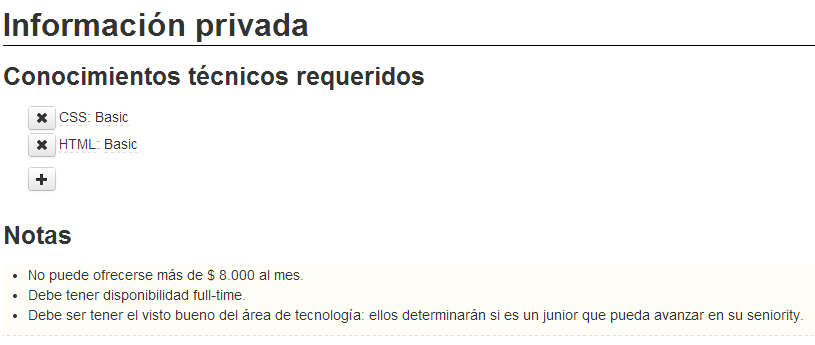 Información privada
Conocimientos técnicos requeridos
CSS: Basic
HTML: Basic
Notas
No puede ofrecerse más de $ 8.000 al mes.
Debe tener disponibilidad full-time.
Debe ser tener el visto bueno del área de tecnología: ellos determinarán si es un junior que pueda avanzar en su seniority.